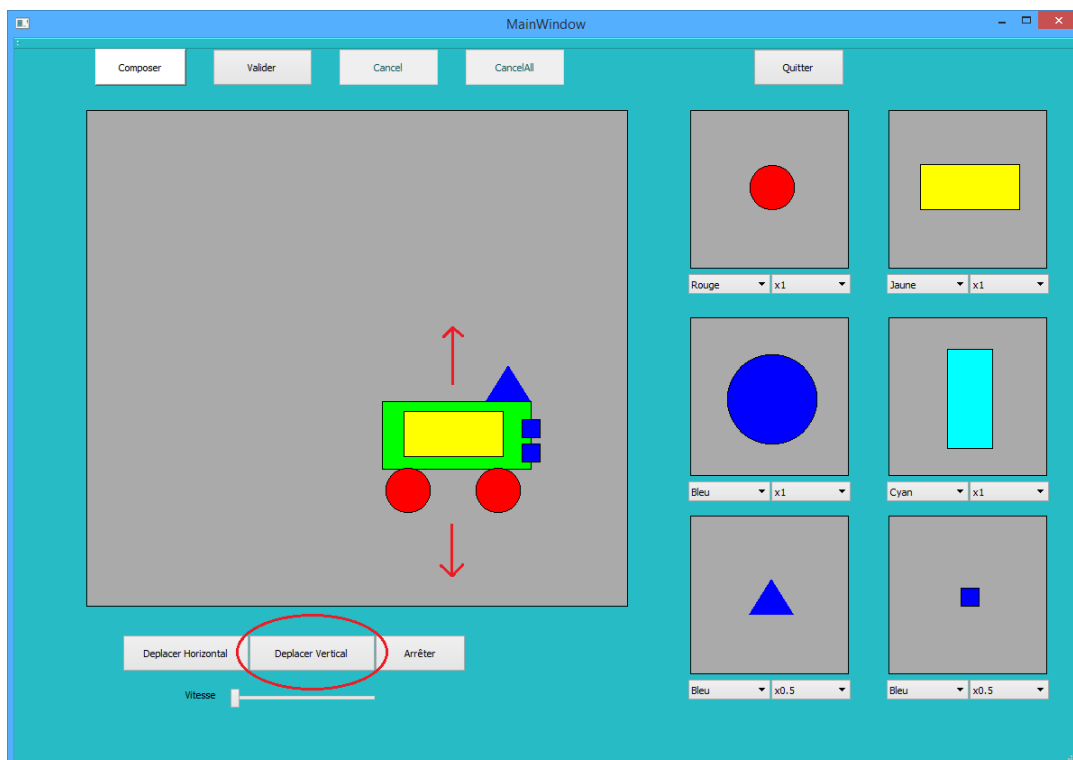 MainWindow
Composer Valider Cancel CancelAll Quitter
Rouge x1 Jaune x1
Bleu x1 Cyan x1
Bleu x0.5 Bleu x0.5
Deplacer Horizontal Deplacer Vertical Arrêter
Vitesse